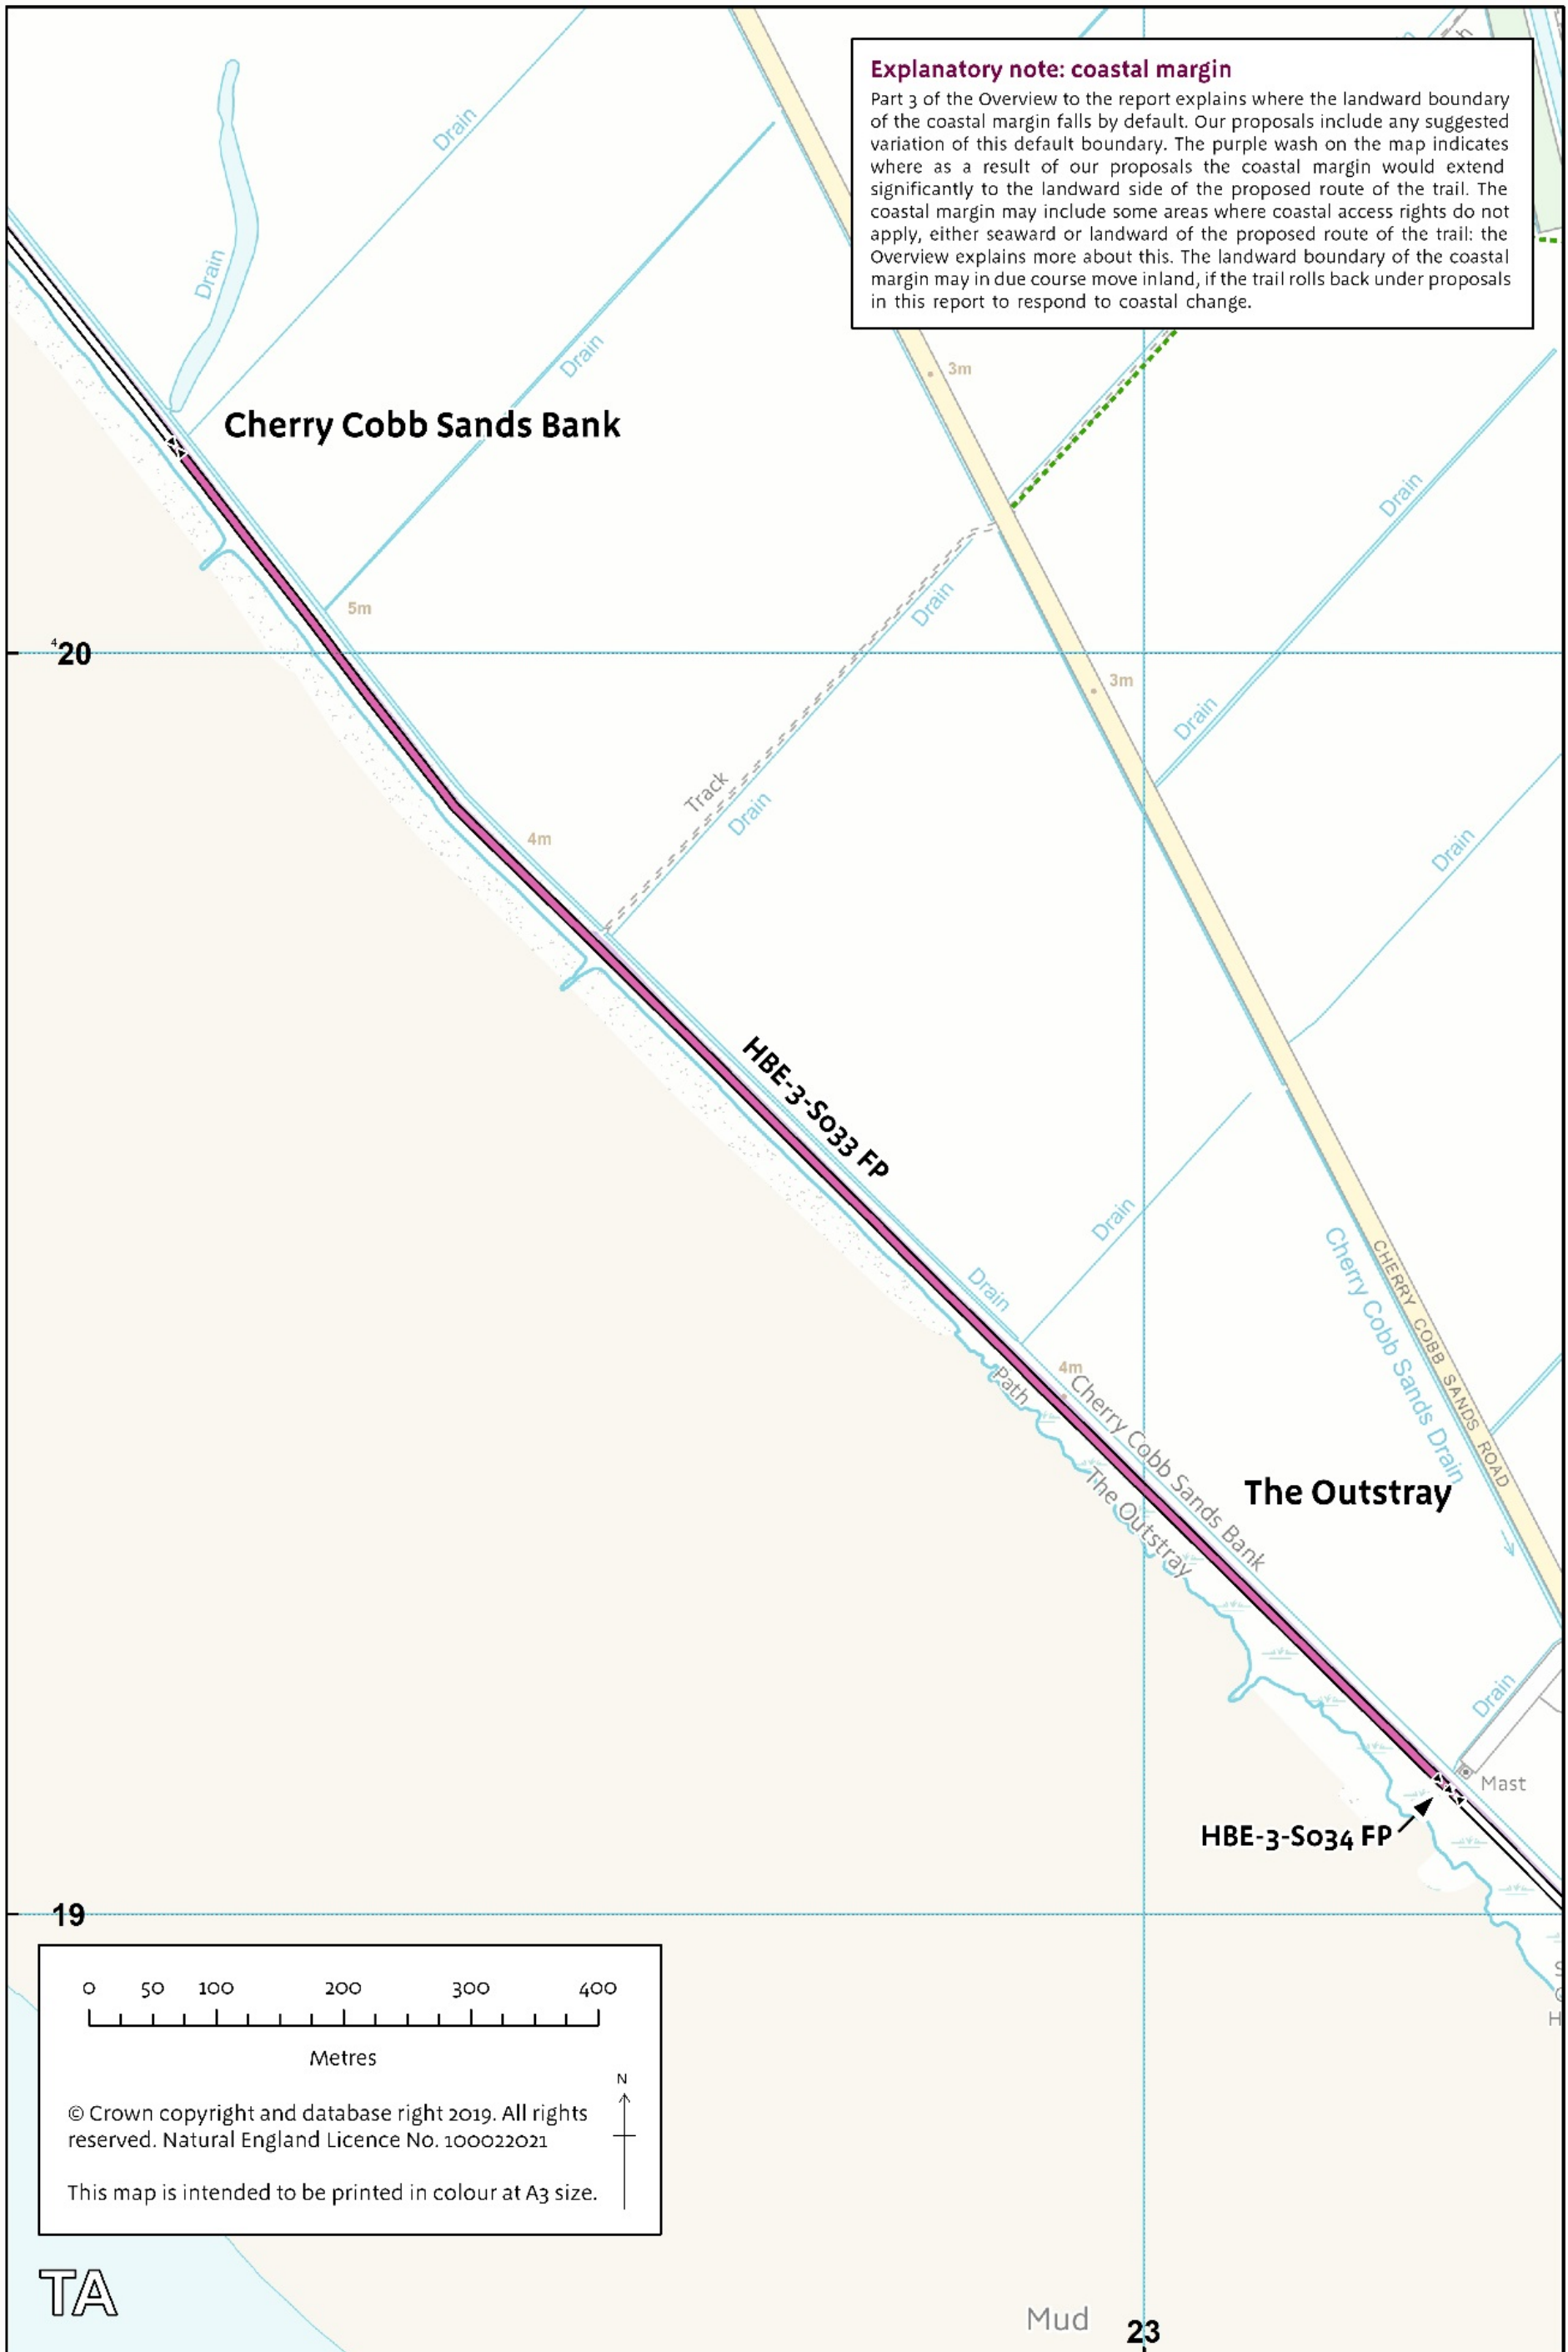 Explanatory note: coastal margin
Part 3 of the Overview to the report explains where the landward boundary
of the coastal margin falls by default. Our proposals include any suggested
variation of this default boundary. The purple wash on the map indicates
where as a result of our proposals the coastal margin would extend
significantly to the landward side of the proposed route of the trail. The
coastal margin may include some areas where coastal access rights do not
apply, either seaward or landward of the proposed route of the trail: the
Overview explains more about this. The landward boundary of the coastal
margin may in due course move inland, if the trail rolls back under proposals
in this report to respond to coastal change.
Drain
Drain
Drain
3m
Cherry Cobb Sands Bank
Drain
Drain
5m
420
3m
Drain
Track
Drain
4m
Drain
HBE-3-S033 FP
Drain
Drain
Cherry Cobb Sands Drain
CHERRY COBB SANDS ROAD
4m
Path
Cherry Cobb Sands Bank
The Outstray
The Outstray
Drain
Mast
HBE-3-S034 FP
19
0 50 100 200 300 400
Metres
N
© Crown copyright and database right 2019. All rights
reserved. Natural England Licence No. 100022021
This map is intended to be printed in colour at A3 size.
H
TA
Mud
23